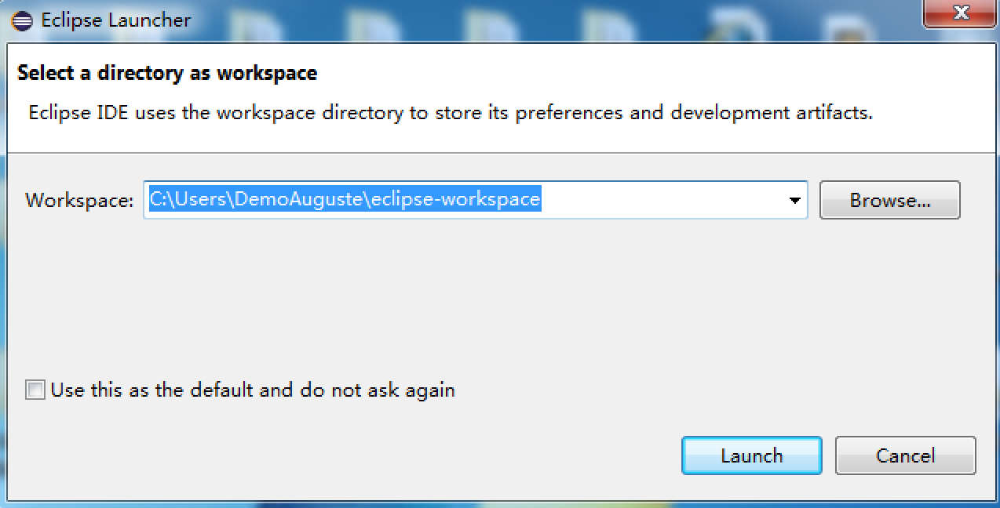 Eclipse Launcher
Select a directory as workspace
Eclipse IDE uses the workspace directory to store its preferences and development artifacts.
Workspace: C:\Users\DemoAuguste\eclipse-workspace Browse...
Use this as the default and do not ask again
Launch Cancel